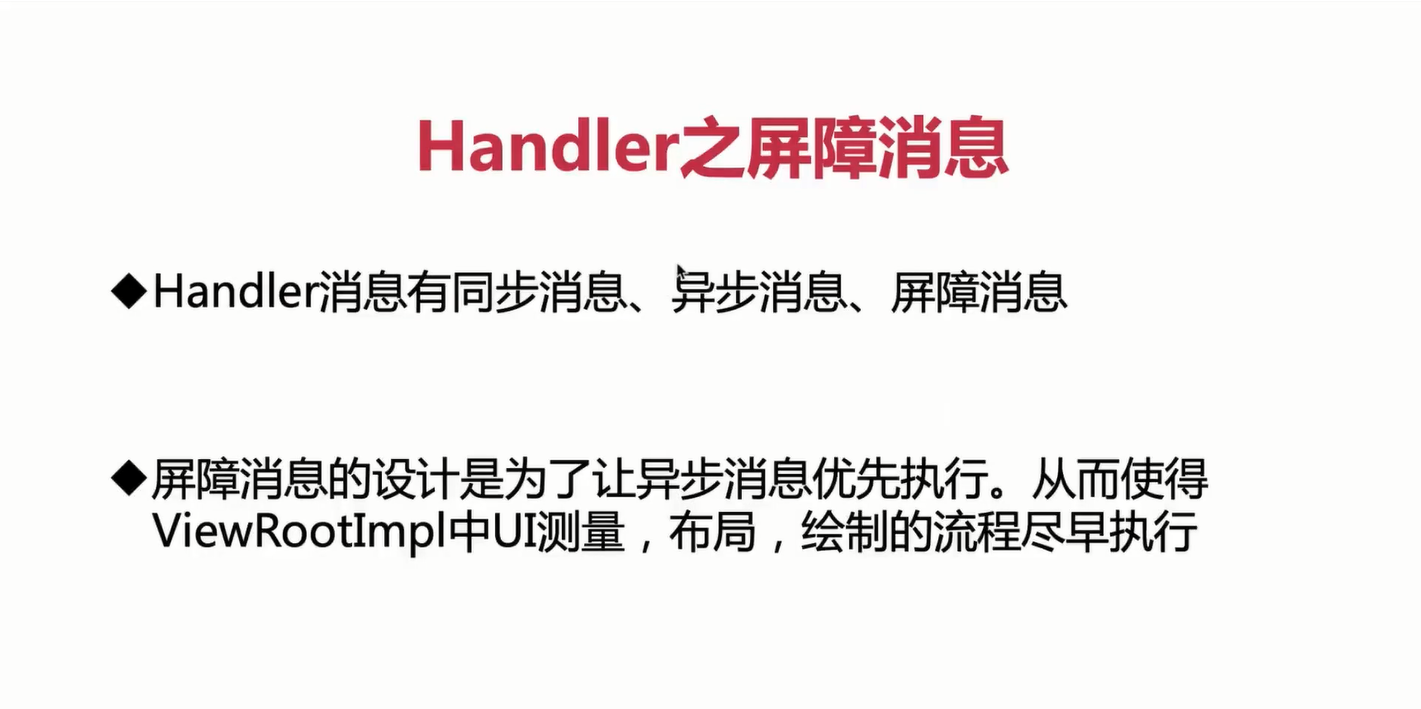 Handler之屏障消息
◆Handler消息有同步消息、异步消息、屏障消息
◆屏障消息的设计是为了让异步消息优先执行。从而使得
ViewRootImpl中UI测量，布局，绘制的流程尽早执行